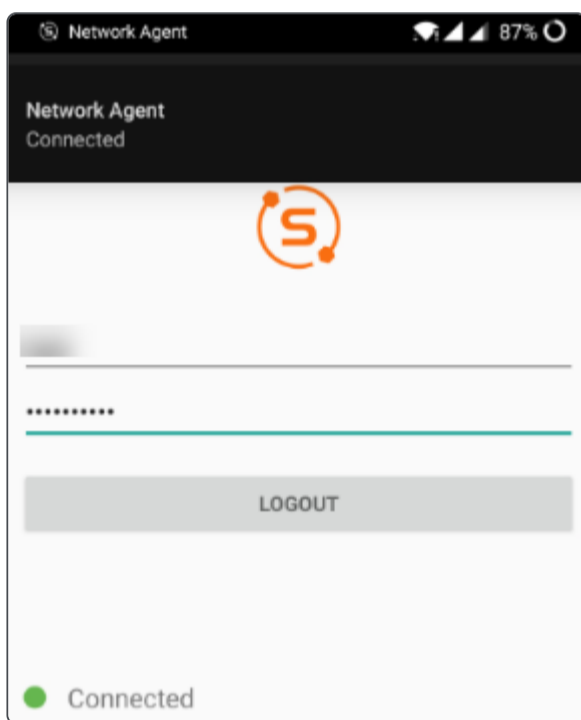 Network Agent 87%
Network Agent
Connected
S
••••••••••
LOGOUT
Connected